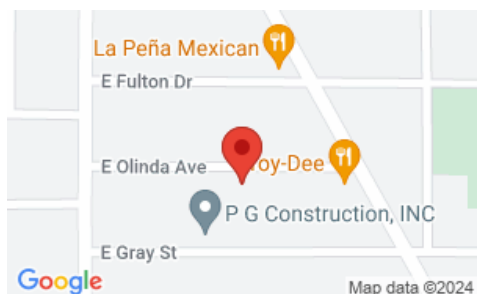 La Peña Mexican
E Fulton Dr
E Olinda Ave
oy-Dee
P G Construction, INC
E Gray St
Google
Map data ©2024